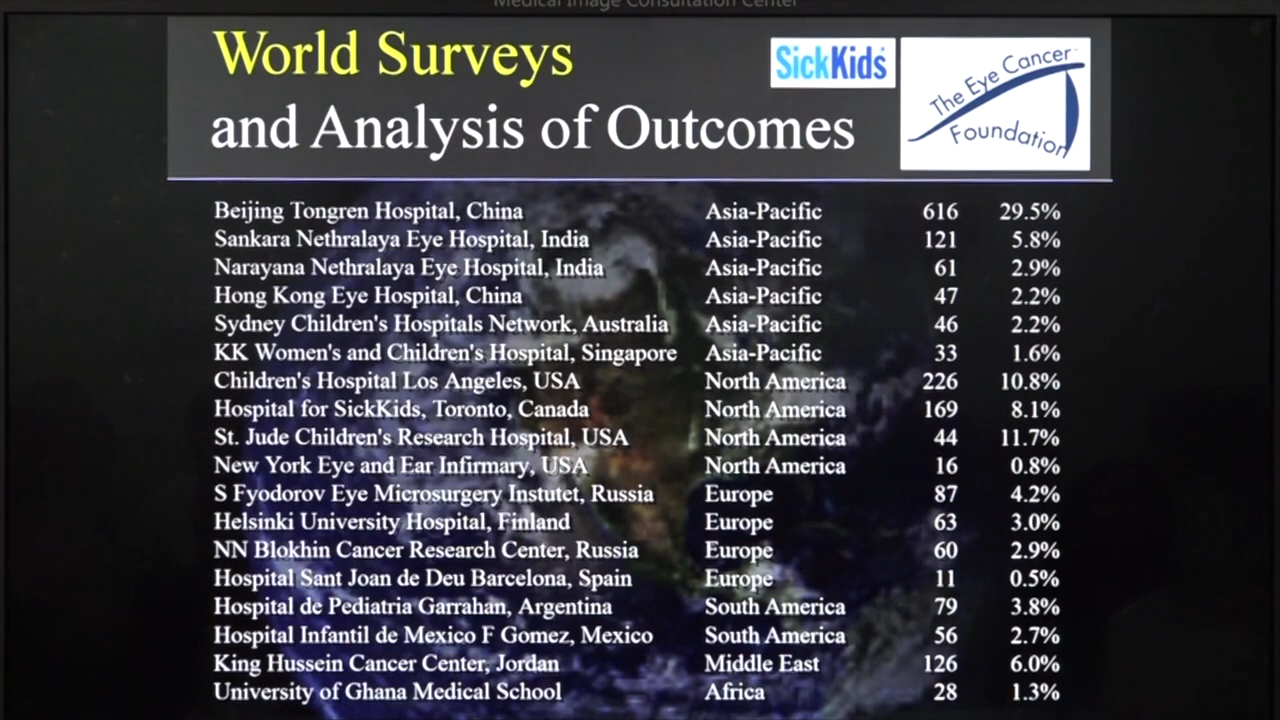 Medical Image Consultation Center
World Surveys
and Analysis of Outcomes
SickKids
The Eye Cancer
Foundation
Beijing Tongren Hospital, China Asia-Pacific 616 29.5%
Sankara Nethralaya Eye Hospital, India Asia-Pacific 121 5.8%
Narayana Nethralaya Eye Hospital, India Asia-Pacific 61 2.9%
Hong Kong Eye Hospital, China Asia-Pacific 47 2.2%
Sydney Children's Hospitals Network, Australia Asia-Pacific 46 2.2%
KK Women's and Children's Hospital, Singapore Asia-Pacific 33 1.6%
Children's Hospital Los Angeles, USA North America 226 10.8%
Hospital for SickKids, Toronto, Canada North America 169 8.1%
St. Jude Children's Research Hospital, USA North America 44 11.7%
New York Eye and Ear Infirmary, USA North America 16 0.8%
S Fyodorov Eye Microsurgery Instutet, Russia Europe 87 4.2%
Helsinki University Hospital, Finland Europe 63 3.0%
NN Blokhin Cancer Research Center, Russia Europe 60 2.9%
Hospital Sant Joan de Deu Barcelona, Spain Europe 11 0.5%
Hospital de Pediatria Garrahan, Argentina South America 79 3.8%
Hospital Infantil de Mexico F Gomez, Mexico South America 56 2.7%
King Hussein Cancer Center, Jordan Middle East 126 6.0%
University of Ghana Medical School Africa 28 1.3%